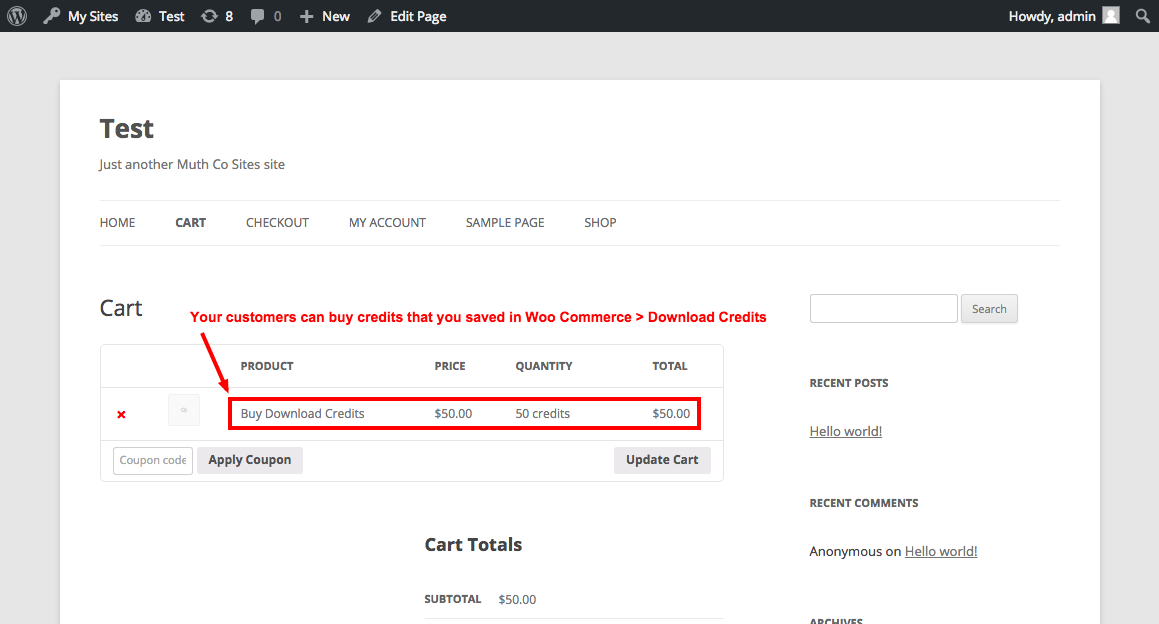 My Sites Test 8 0 New Edit Page Howdy, admin
Test
Just another Muth Co Sites site
HOME CART CHECKOUT MY ACCOUNT SAMPLE PAGE SHOP
Cart
Your customers can buy credits that you saved in Woo Commerce > Download Credits
PRODUCT PRICE QUANTITY TOTAL
Buy Download Credits $50.00 50 credits $50.00
Coupon code Apply Coupon Update Cart
Cart Totals
SUBTOTAL $50.00
Search
RECENT POSTS
Hello world!
RECENT COMMENTS
Anonymous on Hello world!
ARCHIVES